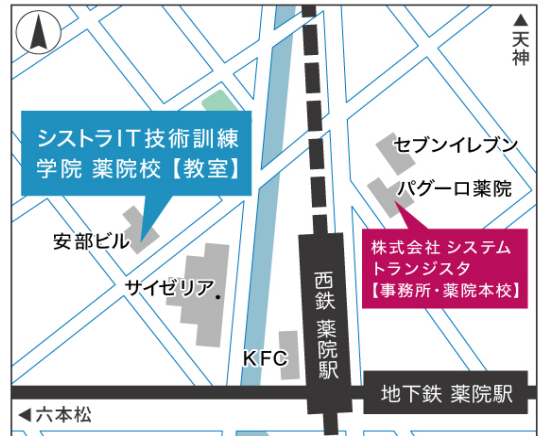 ▲天神
シストラIT技術訓練
学院 薬院校【教室】
セブンイレブン
パグーロ薬院
安部ビル
株式会社 システム
トランジスタ
【事務所・薬院本校】
サイゼリア
西鉄 薬院駅
KFC
地下鉄 薬院駅
◀六本松